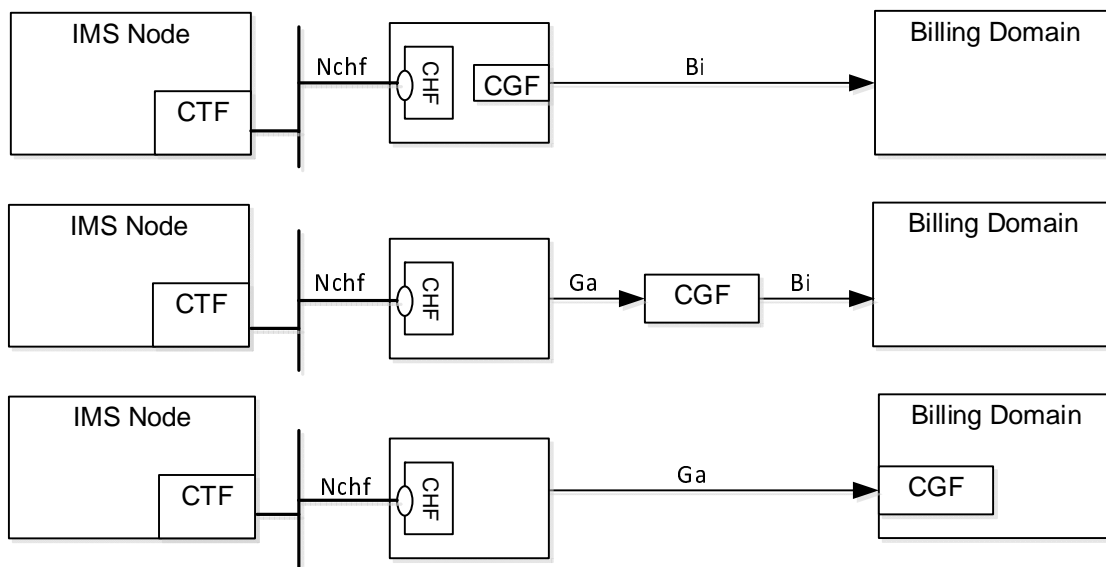 IMS Node
CTF
Nchf
CHF
CGF
Bi
Billing Domain
IMS Node
CTF
Nchf
CHF
Ga
CGF
Bi
Billing Domain
IMS Node
CTF
Nchf
CHF
Ga
Billing Domain
CGF